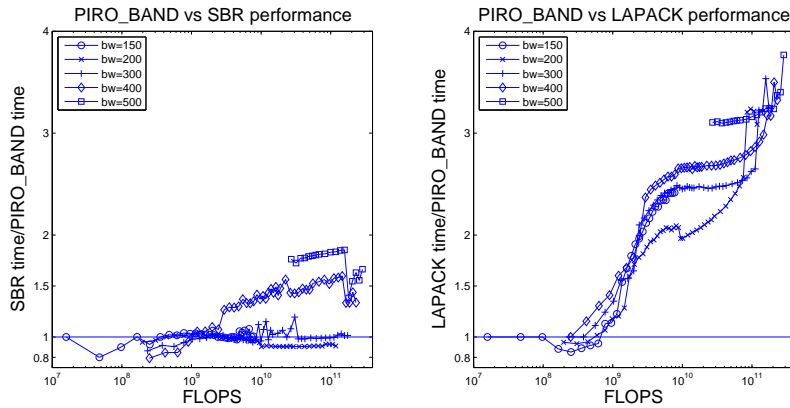 PIRO_BAND vs SBR performance
4
3
2
1.5
1
0.8
SBR time/PIRO_BAND time
bw=150
bw=200
bw=300
bw=400
bw=500
10^7 10^8 10^9 10^10 10^11
FLOPS
PIRO_BAND vs LAPACK performance
4
3
2
1.5
1
0.8
LAPACK time/PIRO_BAND time
bw=150
bw=200
bw=300
bw=400
bw=500
10^7 10^8 10^9 10^10 10^11
FLOPS